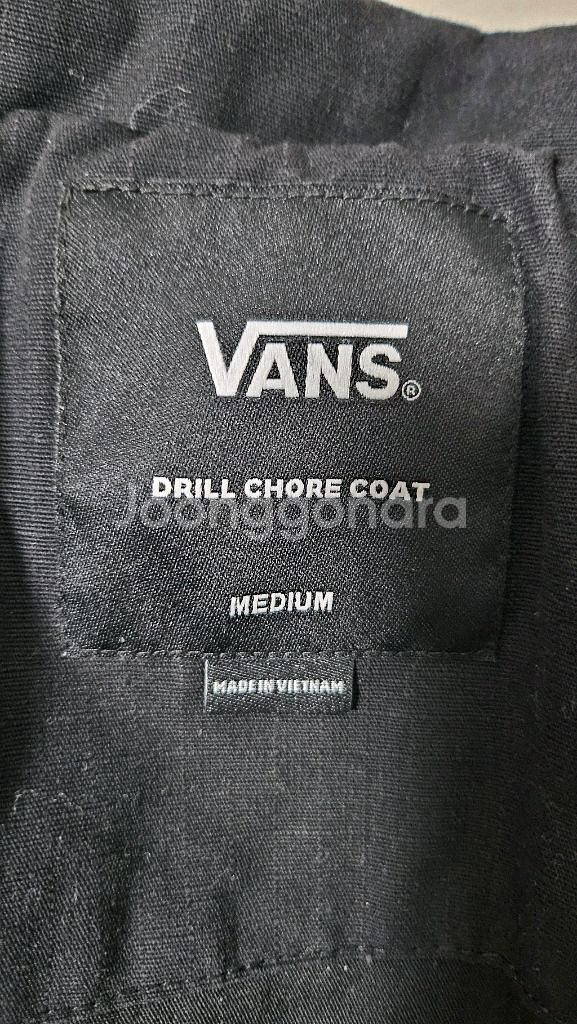 VANS®
DRILL CHORE COAT
Joonggonara
MEDIUM
MADE IN VIETNAM